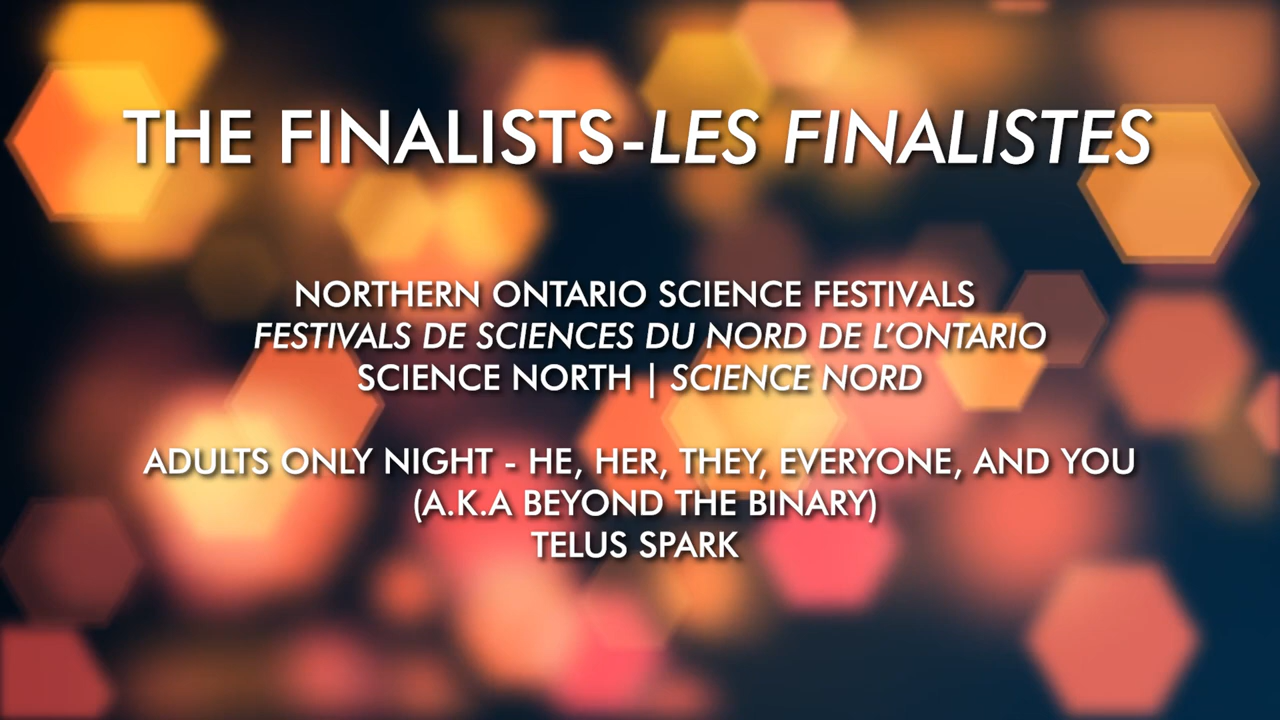 THE FINALISTS-LES FINALISTES
NORTHERN ONTARIO SCIENCE FESTIVALS
FESTIVALS DE SCIENCES DU NORD DE L’ONTARIO
SCIENCE NORTH | SCIENCE NORD
ADULTS ONLY NIGHT - HE, HER, THEY, EVERYONE, AND YOU
(A.K.A BEYOND THE BINARY)
TELUS SPARK